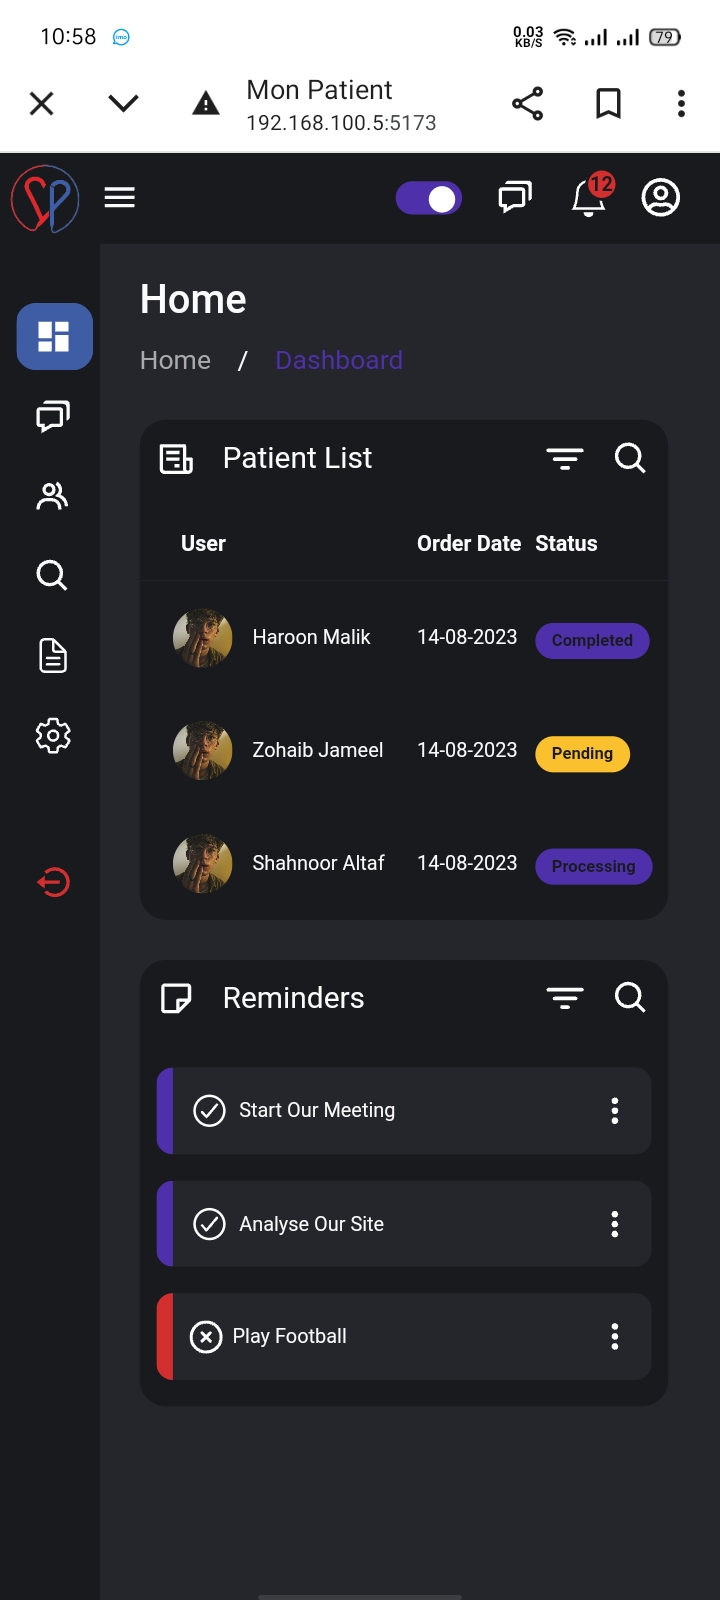 10:58 imo 0.03 KB/S 79
Mon Patient
192.168.100.5:5173
12
Home
Home / Dashboard
Patient List
User Order Date Status
Haroon Malik 14-08-2023 Completed
Zohaib Jameel 14-08-2023 Pending
Shahnoor Altaf 14-08-2023 Processing
Reminders
Start Our Meeting
Analyse Our Site
Play Football